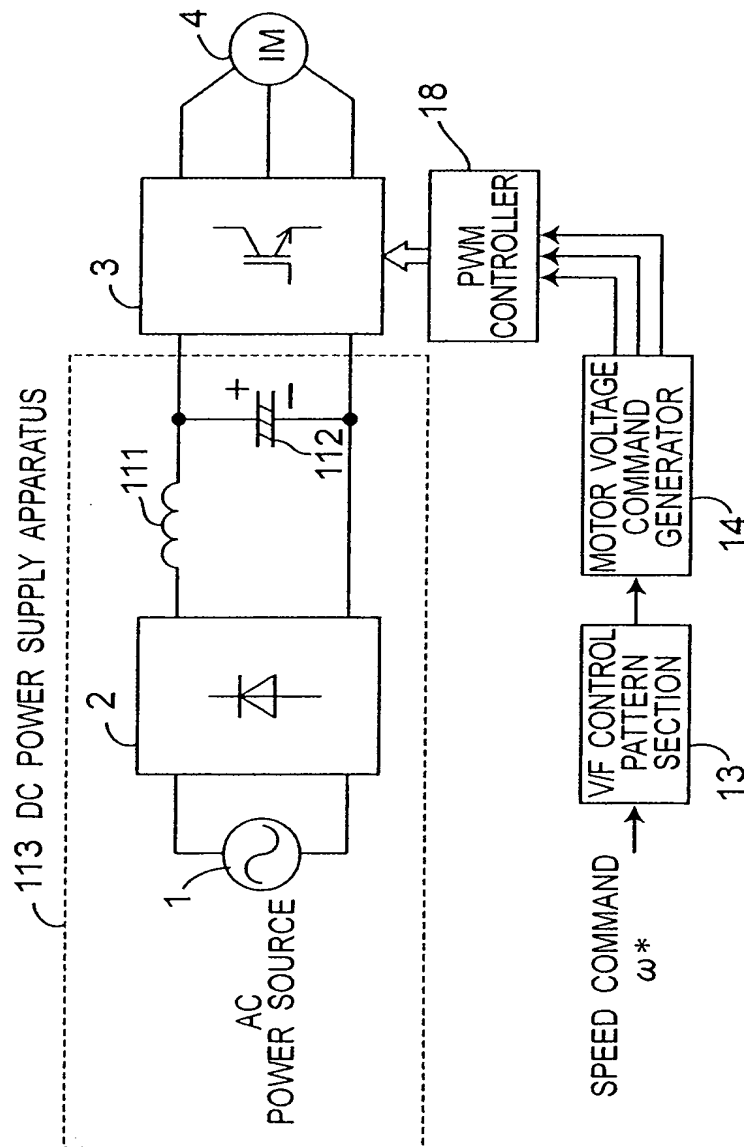 113 DC POWER SUPPLY APPARATUS
1
AC
POWER SOURCE
2
111
+
−
112
3
4
IM
18
PWM
CONTROLLER
SPEED COMMAND
ω*
V/F CONTROL
PATTERN
SECTION
13
MOTOR VOLTAGE
COMMAND
GENERATOR
14